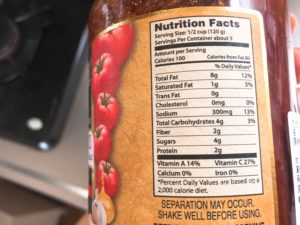 Nutrition Facts
Serving Size: 1/2 cup (120 g)
Servings Per Container about 5
Amount per Serving
Calories 100 Calories from Fat 80
% Daily Values*
Total Fat 8g 12%
Saturated Fat 1g 5%
Trans Fat 0g
Cholesterol 0mg 0%
Sodium 300mg 13%
Total Carbohydrates 4g 3%
Fiber 2g
Sugars 4g
Protein 2g
Vitamin A 14% Vitamin C 27%
Calcium 0% Iron 0%
*Percent Daily Values are based on a
2,000 calorie diet.
SEPARATION MAY OCCUR.
SHAKE WELL BEFORE USING.